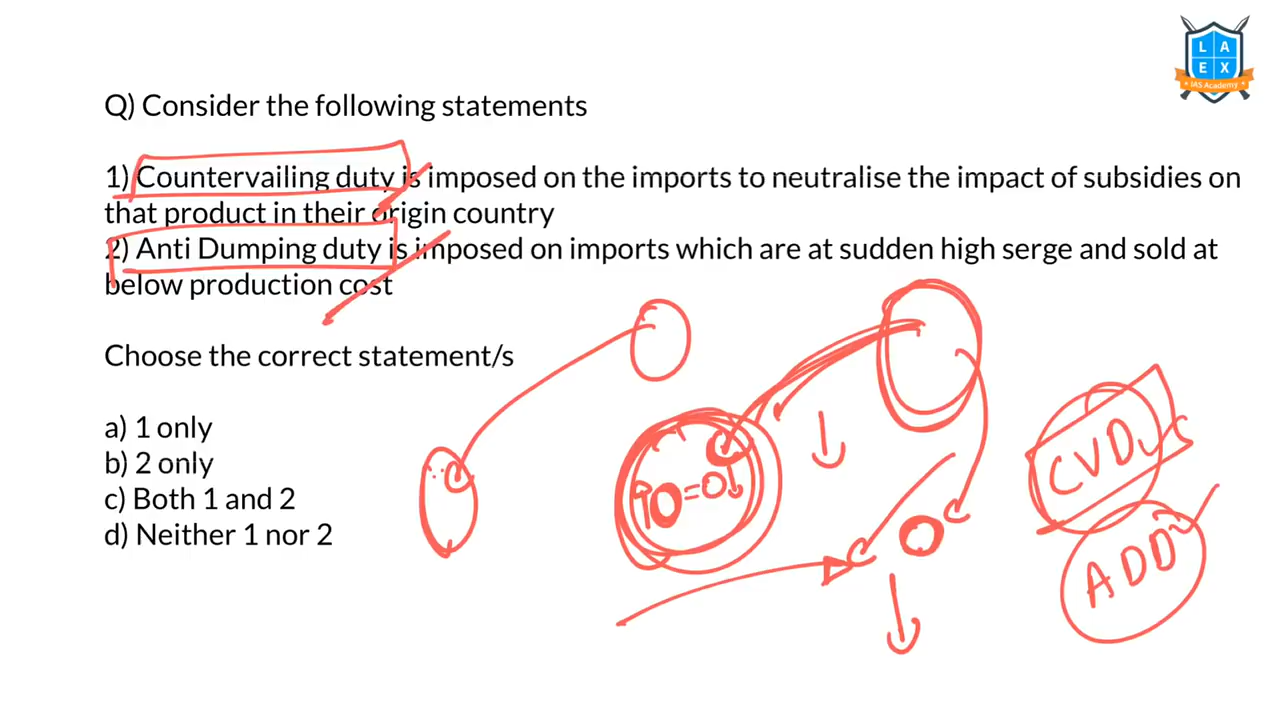 L A
E X
MS Academy
Q) Consider the following statements
1) Countervailing duty is imposed on the imports to neutralise the impact of subsidies on
that product in their origin country
2) Anti Dumping duty is imposed on imports which are at sudden high serge and sold at
below production cost
Choose the correct statement/s
a) 1 only
b) 2 only
c) Both 1 and 2
d) Neither 1 nor 2
CVD
ADD